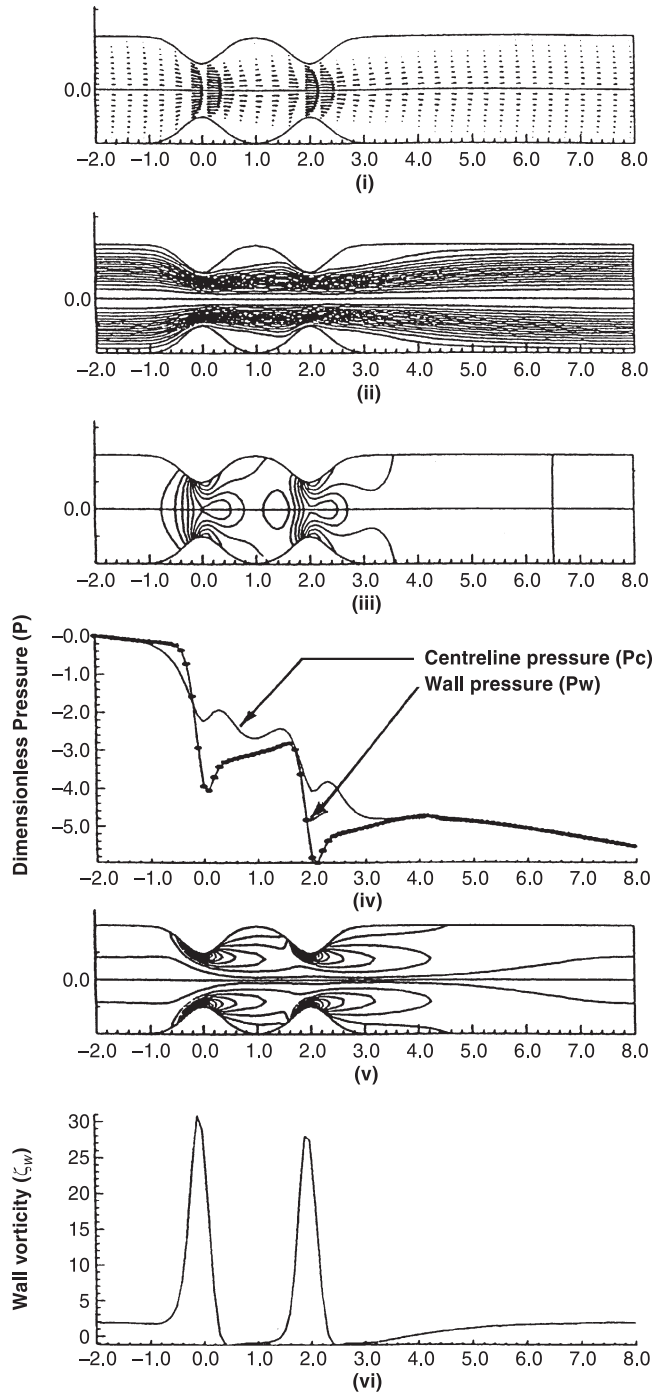 0.0
−2.0 −1.0 0.0 1.0 2.0 3.0 4.0 5.0 6.0 7.0 8.0
(i)
0.0
−2.0 −1.0 0.0 1.0 2.0 3.0 4.0 5.0 6.0 7.0 8.0
(ii)
0.0
−2.0 −1.0 0.0 1.0 2.0 3.0 4.0 5.0 6.0 7.0 8.0
(iii)
Dimensionless Pressure (P)
−0.0
−1.0
−2.0
−3.0
−4.0
−5.0
Centreline pressure (Pc)
Wall pressure (Pw)
−2.0 −1.0 0.0 1.0 2.0 3.0 4.0 5.0 6.0 7.0 8.0
(iv)
0.0
−2.0 −1.0 0.0 1.0 2.0 3.0 4.0 5.0 6.0 7.0 8.0
(v)
Wall vorticity (ζw)
30
25
20
15
10
5
0
−2.0 −1.0 0.0 1.0 2.0 3.0 4.0 5.0 6.0 7.0 8.0
(vi)